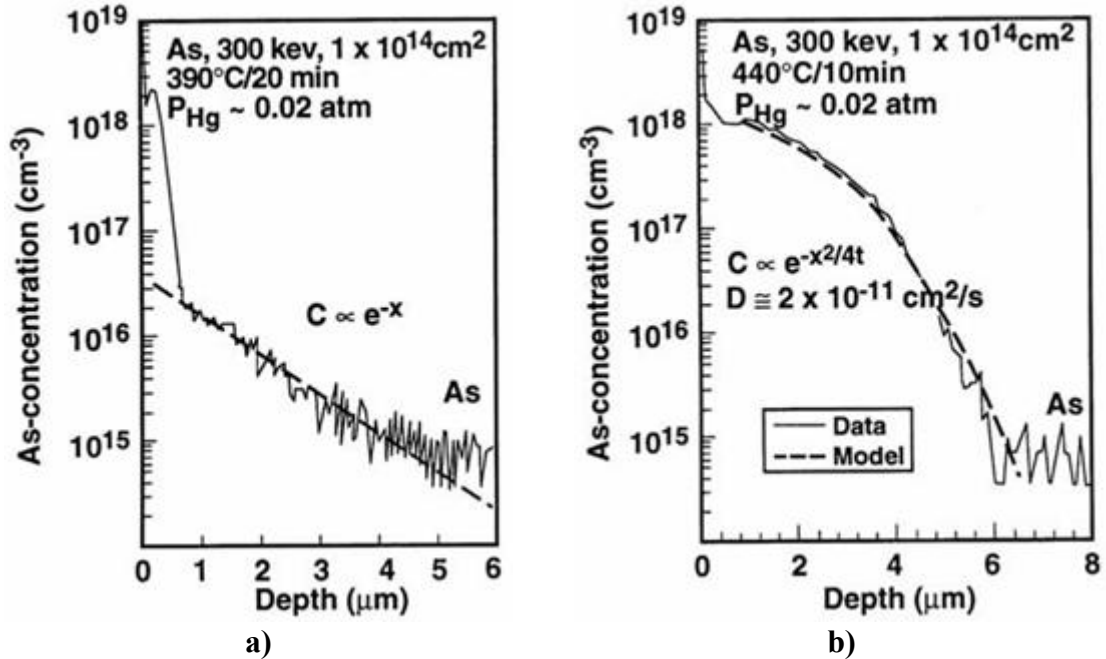 10¹⁹
10¹⁸
10¹⁷
10¹⁶
10¹⁵
As-concentration (cm⁻³)
As, 300 kev, 1 x 10¹⁴cm²
390°C/20 min
P_Hg ~ 0.02 atm
C ∝ e⁻ˣ
As
0 1 2 3 4 5 6
Depth (μm)
a)
10¹⁹
10¹⁸
10¹⁷
10¹⁶
10¹⁵
As-concentration (cm⁻³)
As, 300 kev, 1 x 10¹⁴cm²
440°C/10min
P_Hg ~ 0.02 atm
C ∝ e^-x2/4t
D ≅ 2 x 10⁻¹¹ cm²/s
As
Data
Model
0 2 4 6 8
Depth (μm)
b)